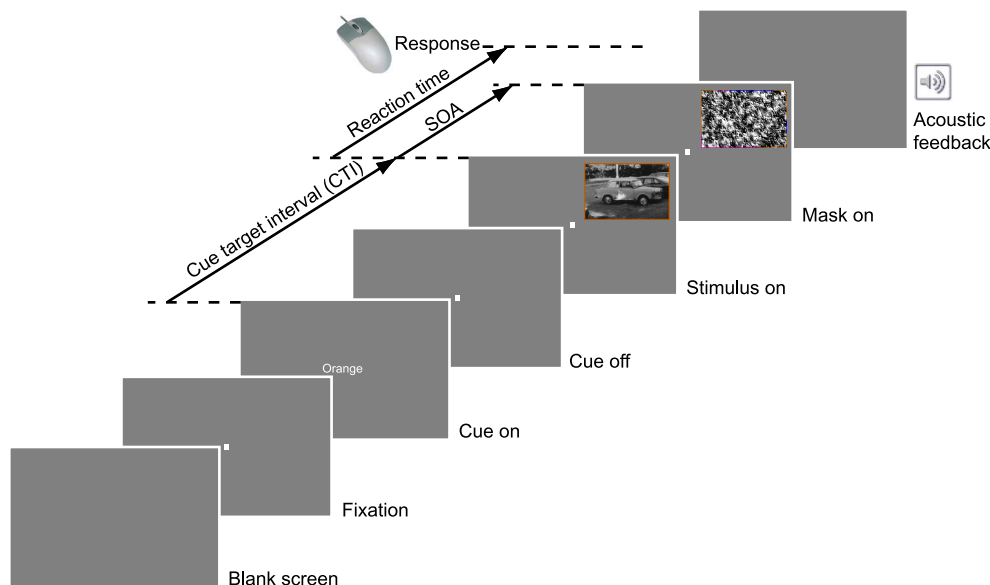 Response
Reaction time
SOA
Cue target interval (CTI)
Acoustic
feedback
Mask on
Stimulus on
Cue off
Orange
Cue on
Fixation
Blank screen